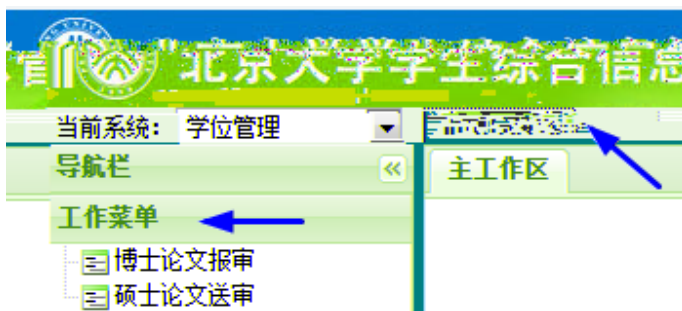 北京大学学生综合信息
当前系统： 学位管理
导航栏
主工作区
工作菜单
博士论文报审
硕士论文送审